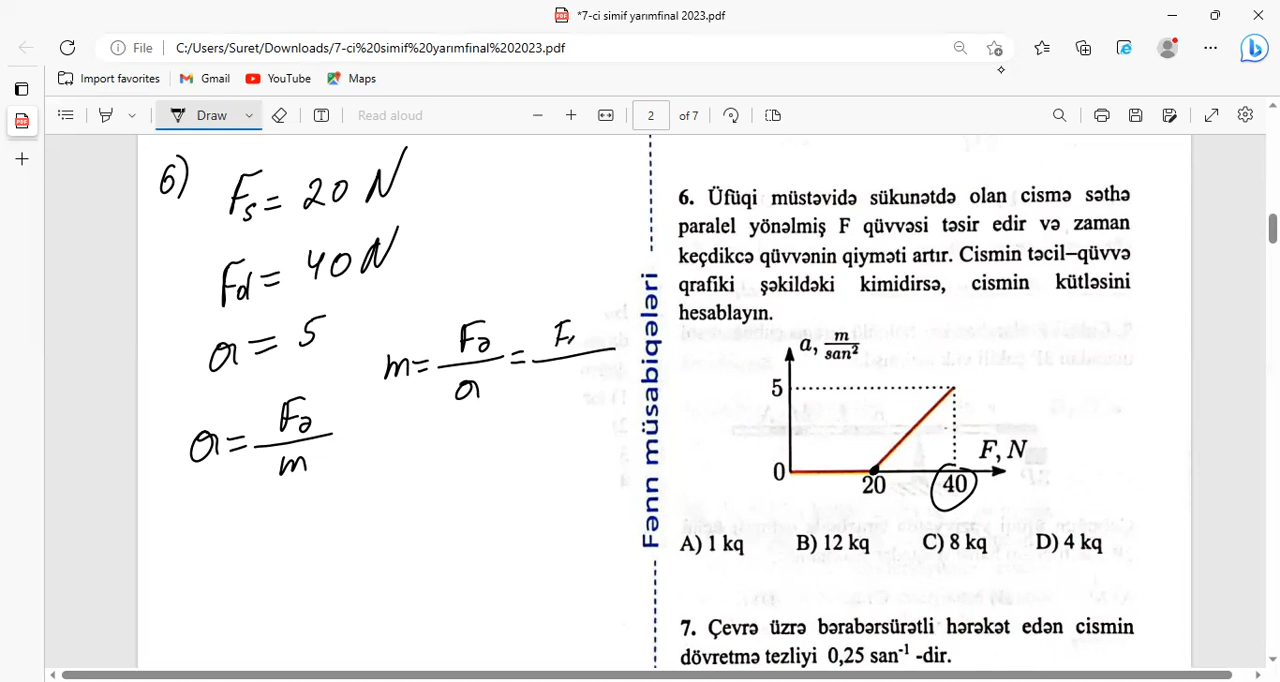 *7-ci simif yarımfinal 2023.pdf
File C:/Users/Suret/Downloads/7-ci%20simif%20yarımfinal%202023.pdf
Import favorites Gmail YouTube Maps
Draw Read aloud 2 of 7
6)
Fs = 20 N
Fd = 40 N
a = 5
a = Fə / m
m = Fə / a = F
Fənn müsabiqələri
6. Üfüqi müstəvidə sükunətdə olan cismə səthə
paralel yönəlmiş F qüvvəsi təsir edir və zaman
keçdikcə qüvvənin qiyməti artır. Cismin təcil–qüvvə
qrafiki şəkildəki kimidirsə, cismin kütləsini
hesablayın.
a, m/san²
5
F, N
0
20 40
A) 1 kq B) 12 kq C) 8 kq D) 4 kq
7. Çevrə üzrə bərabərsürətli hərəkət edən cismin
dövretmə tezliyi 0,25 san⁻¹ -dir.